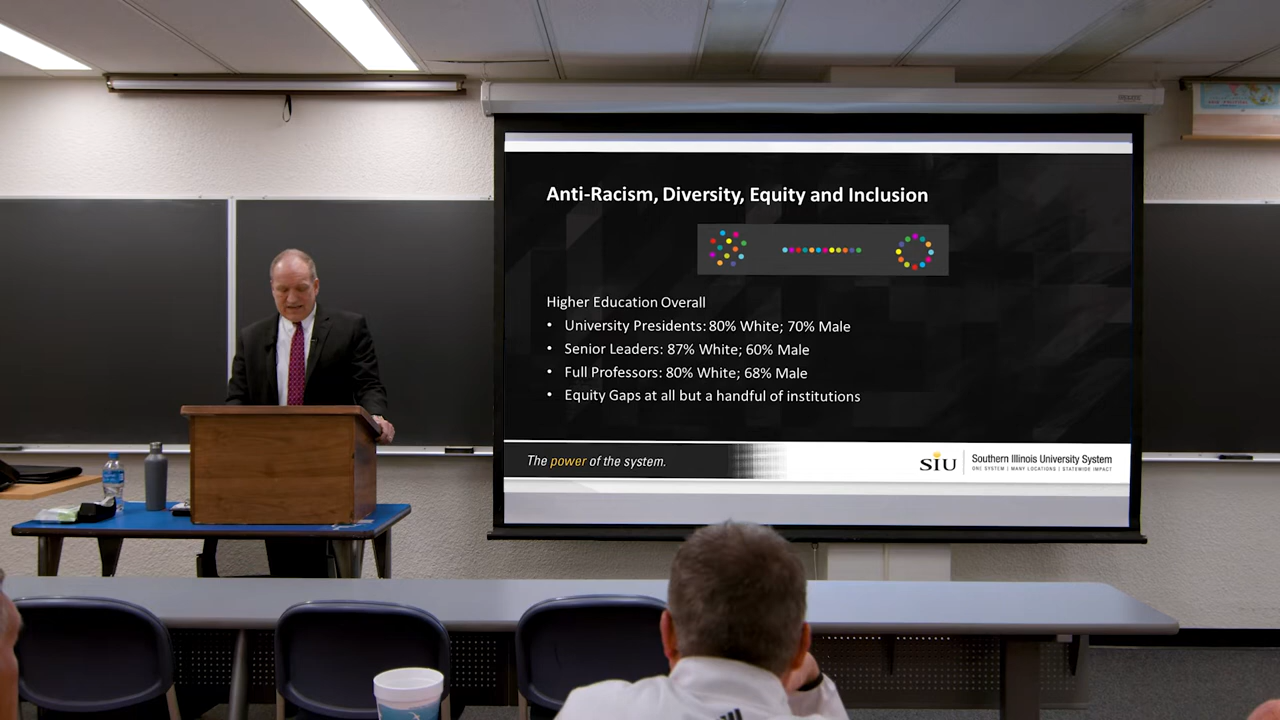 Anti-Racism, Diversity, Equity and Inclusion
Higher Education Overall
• University Presidents: 80% White; 70% Male
• Senior Leaders: 87% White; 60% Male
• Full Professors: 80% White; 68% Male
• Equity Gaps at all but a handful of institutions
The power of the system.
SIU
Southern Illinois University System
ONE SYSTEM | MANY LOCATIONS | STATEWIDE IMPACT